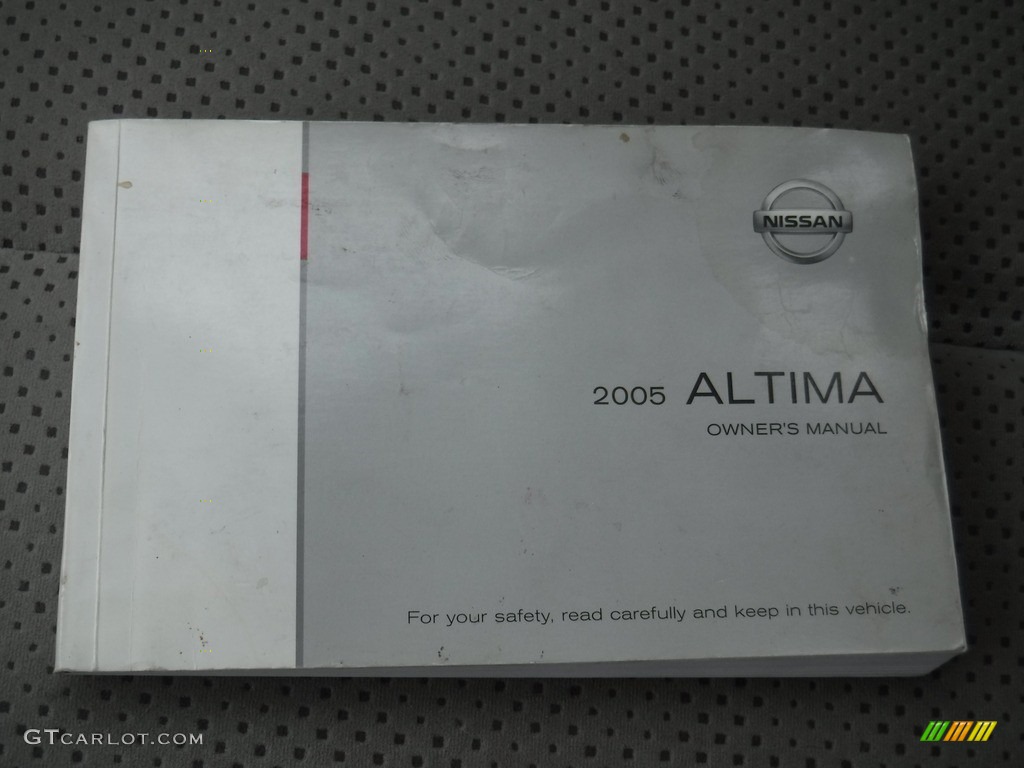 NISSAN
2005 ALTIMA
OWNER'S MANUAL
For your safety, read carefully and keep in this vehicle.
GTCARLOT.COM